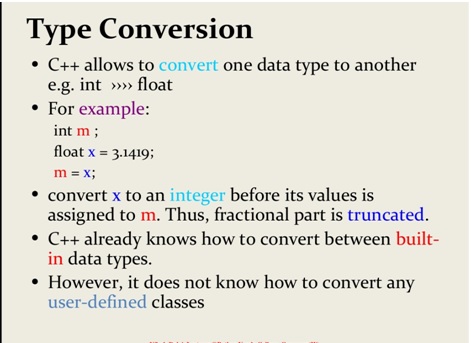 Type Conversion
• C++ allows to convert one data type to another
e.g. int »» float
• For example:
int m ;
float x = 3.1419;
m = x;
• convert x to an integer before its values is
assigned to m. Thus, fractional part is truncated.
• C++ already knows how to convert between built-
in data types.
• However, it does not know how to convert any
user-defined classes